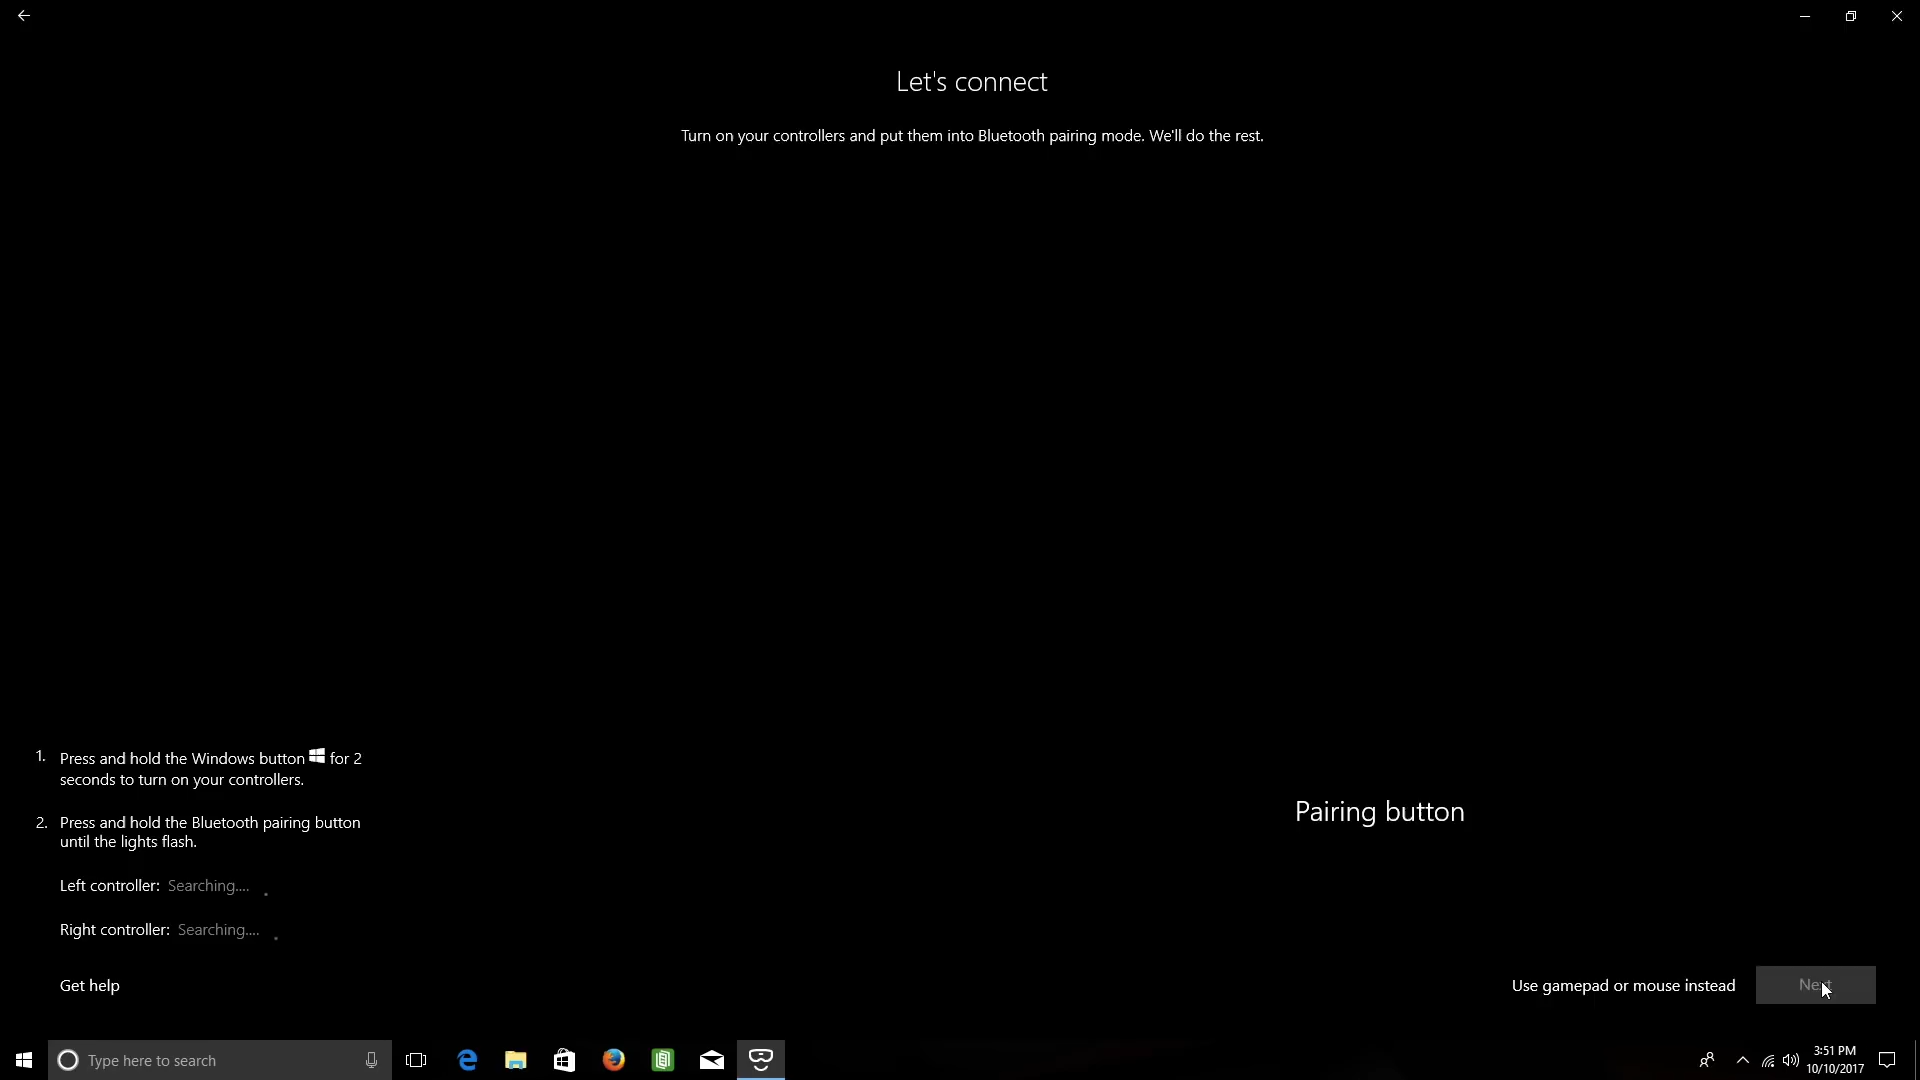 Let's connect
Turn on your controllers and put them into Bluetooth pairing mode. We'll do the rest.
1. Press and hold the Windows button for 2
seconds to turn on your controllers.
2. Press and hold the Bluetooth pairing button
until the lights flash.
Left controller: Searching....
Right controller: Searching....
Pairing button
Get help
Use gamepad or mouse instead
Next
Type here to search
3:51 PM
10/10/2017